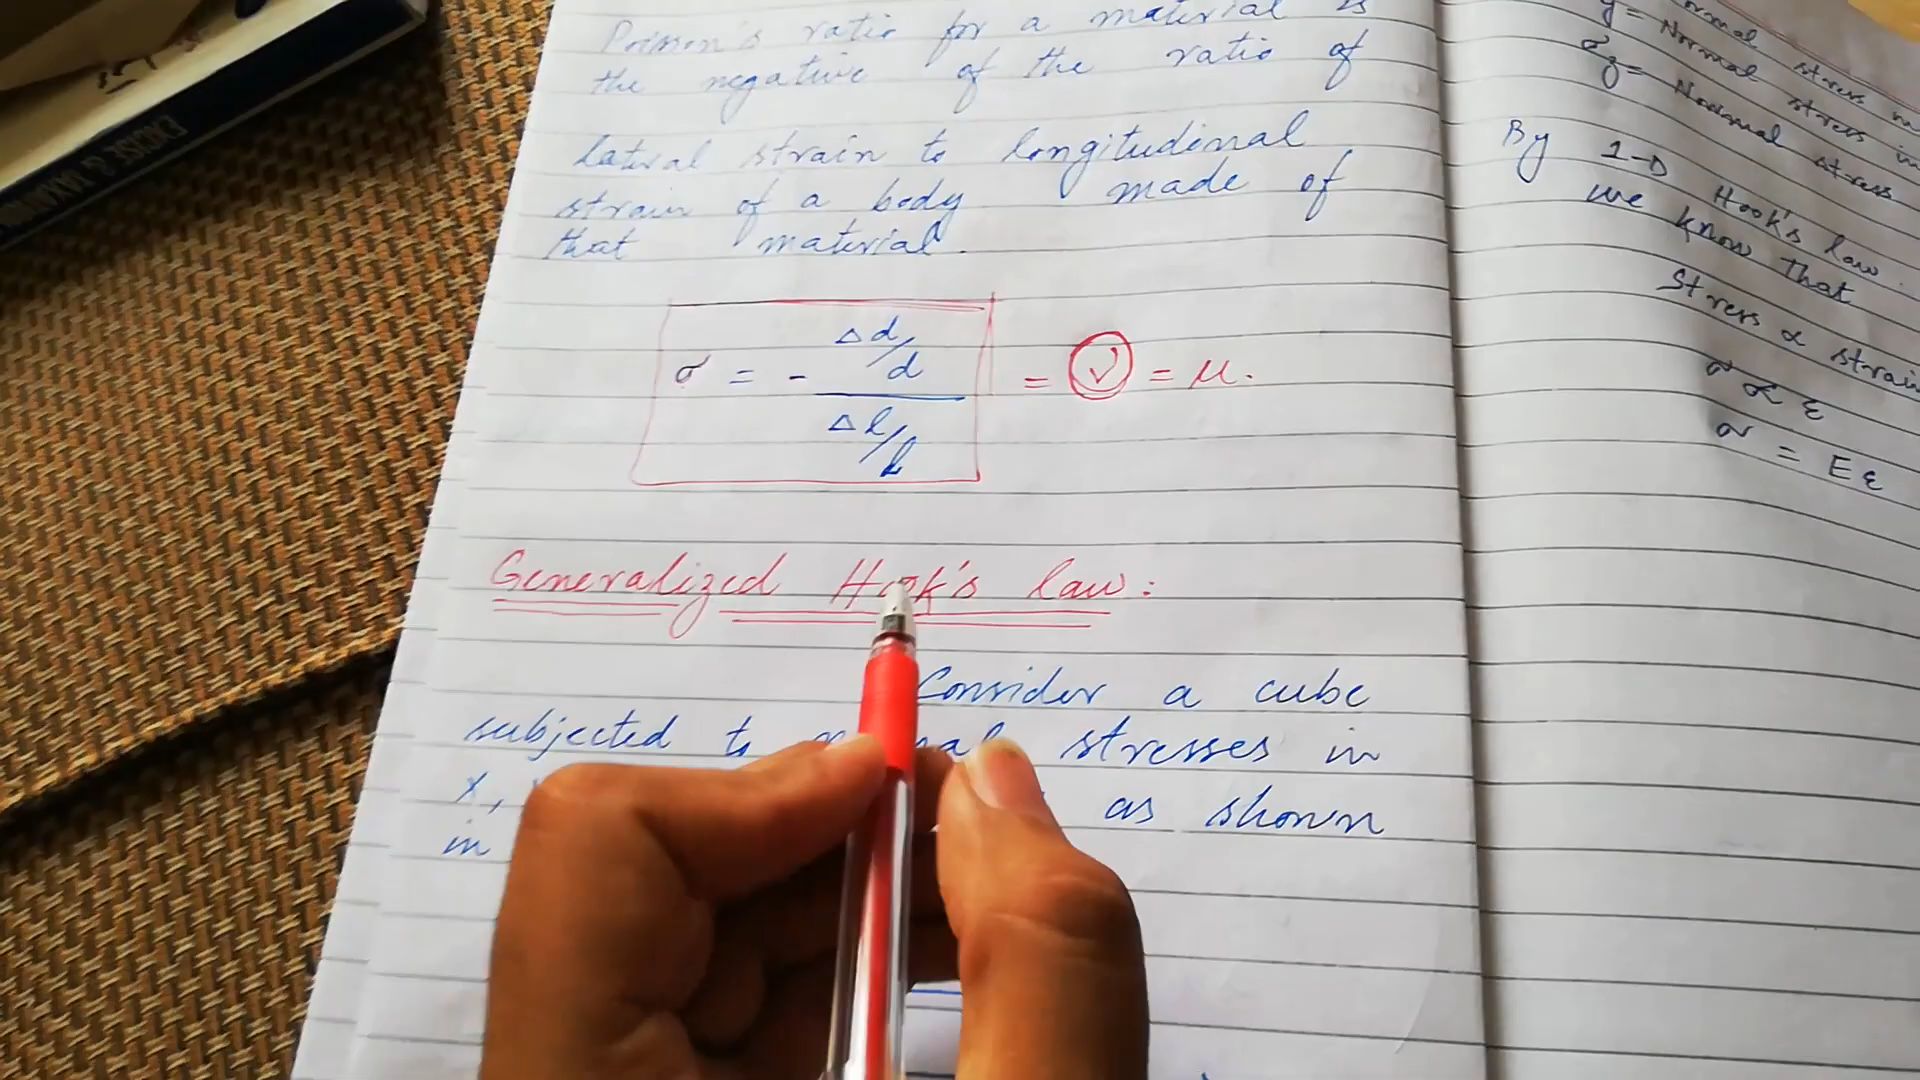 Poisson's ratio for a material is
the negative of the ratio of
lateral strain to longitudinal
strain of a body made of
that material.
σ = - Δd/d / Δl/l = ν = μ.
Generalized Hook's law:
Consider a cube
subjected to stresses in
x, as shown
in
Normal stress in
y = Normal stress in
σz = Normal stress
By 1-D Hook's law
we know that
Stress ∝ strain
σ ∝ ε
σ = Eε